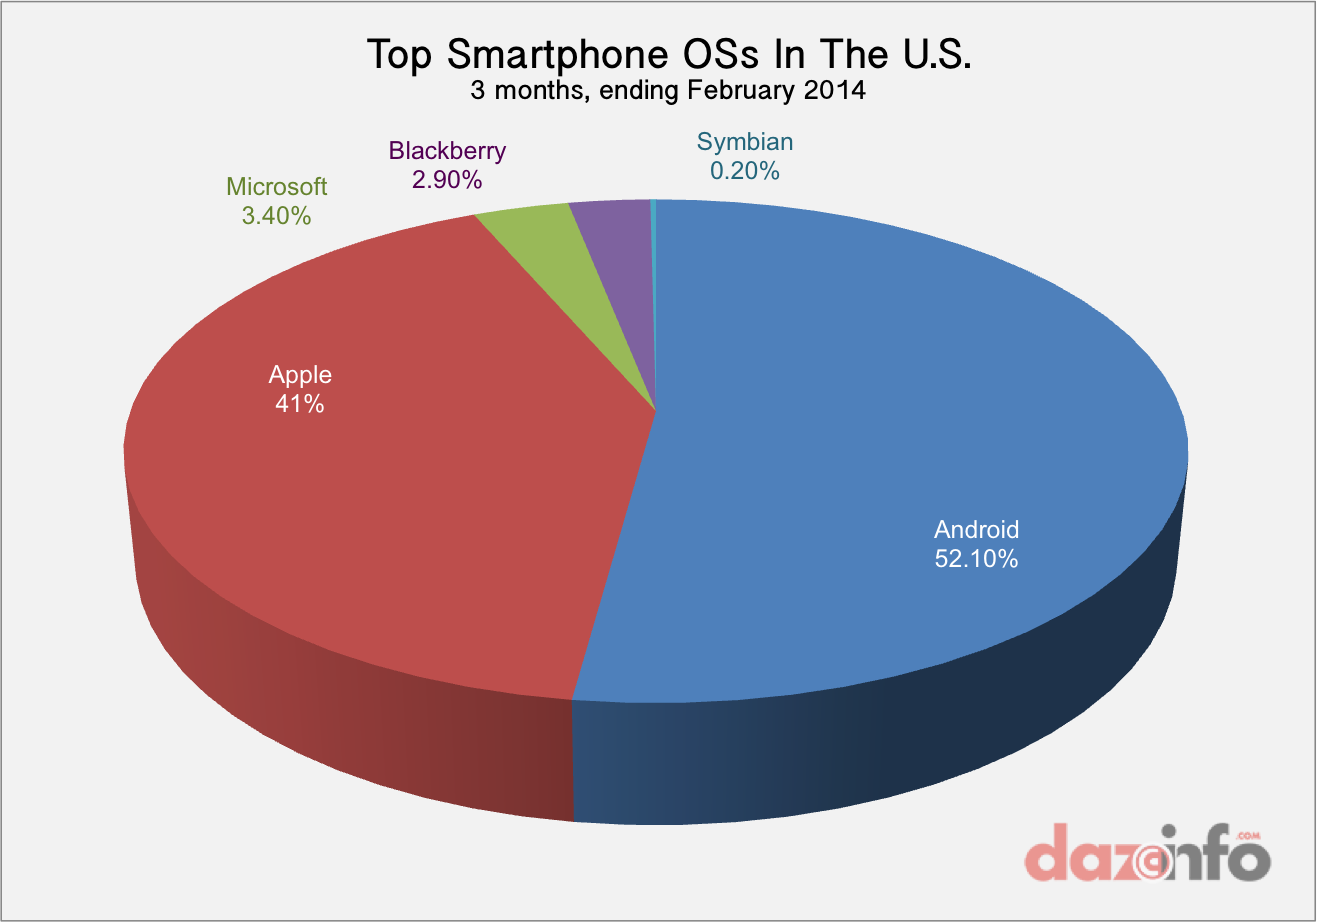 Top Smartphone OSs In The U.S.
3 months, ending February 2014
Symbian
0.20%
Blackberry
2.90%
Microsoft
3.40%
Apple
41%
Android
52.10%
dazeinfo.COM